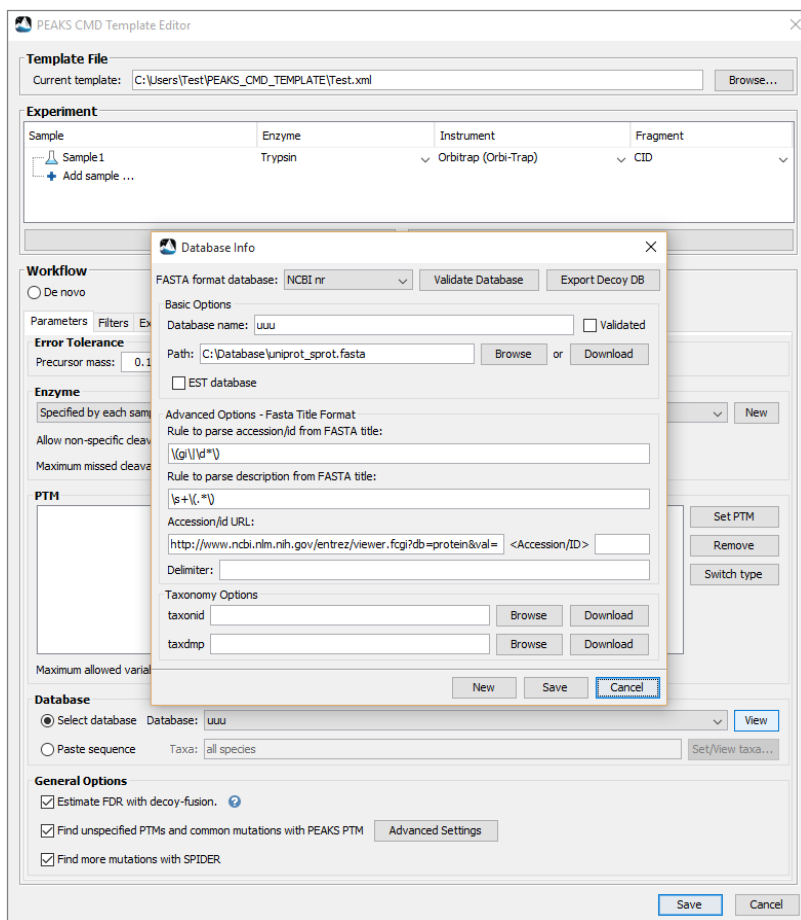 PEAKS CMD Template Editor
Template File
Current template: C:\Users\Test\PEAKS_CMD_TEMPLATE\Test.xml Browse...
Experiment
Sample Enzyme Instrument Fragment
Sample1 Trypsin Orbitrap (Orbi-Trap) CID
Add sample ...
Database Info
FASTA format database: NCBI nr Validate Database Export Decoy DB
Basic Options
Database name: uuu Validated
Path: C:\Database\uniprot_sprot.fasta Browse or Download
EST database
Advanced Options - Fasta Title Format
Rule to parse accession/id from FASTA title:
\(gi\|\d*\)
Rule to parse description from FASTA title:
\s+\(.*\)
Accession/id URL:
http://www.ncbi.nlm.nih.gov/entrez/viewer.fcgi?db=protein&val= <Accession/ID>
Delimiter:
Taxonomy Options
taxonid Browse Download
taxdmp Browse Download
New Save Cancel
Workflow
De novo
Parameters Filters Ex
Error Tolerance
Precursor mass: 0.1
Enzyme
Specified by each sam New
Allow non-specific cleav
Maximum missed cleava
PTM
Set PTM
Remove
Switch type
Maximum allowed varial
Database
Select database Database: uuu View
Paste sequence Taxa: all species Set/View taxa...
General Options
Estimate FDR with decoy-fusion. ?
Find unspecified PTMs and common mutations with PEAKS PTM Advanced Settings
Find more mutations with SPIDER
Save Cancel